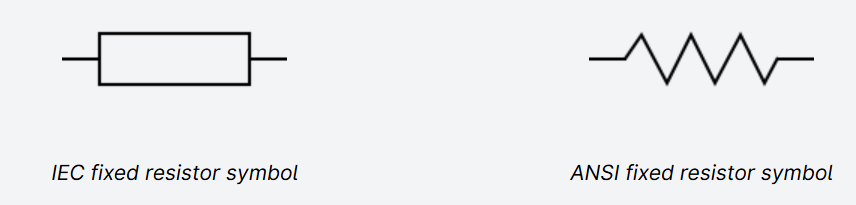 IEC fixed resistor symbol
ANSI fixed resistor symbol